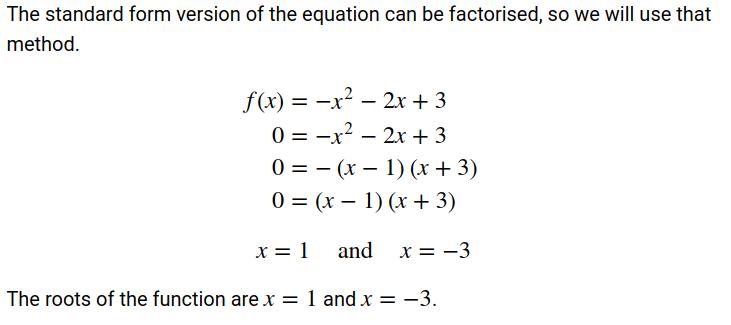 The standard form version of the equation can be factorised, so we will use that
method.
f(x) = −x² − 2x + 3
0 = −x² − 2x + 3
0 = − (x − 1) (x + 3)
0 = (x − 1) (x + 3)
x = 1 and x = −3
The roots of the function are x = 1 and x = −3.